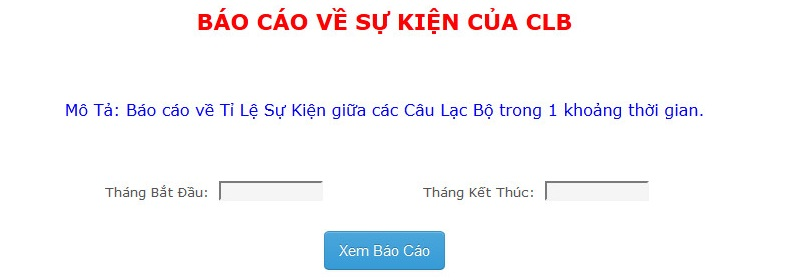 BÁO CÁO VỀ SỰ KIỆN CỦA CLB
Mô Tả: Báo cáo về Tỉ Lệ Sự Kiện giữa các Câu Lạc Bộ trong 1 khoảng thời gian.
Tháng Bắt Đầu: Tháng Kết Thúc:
Xem Báo Cáo